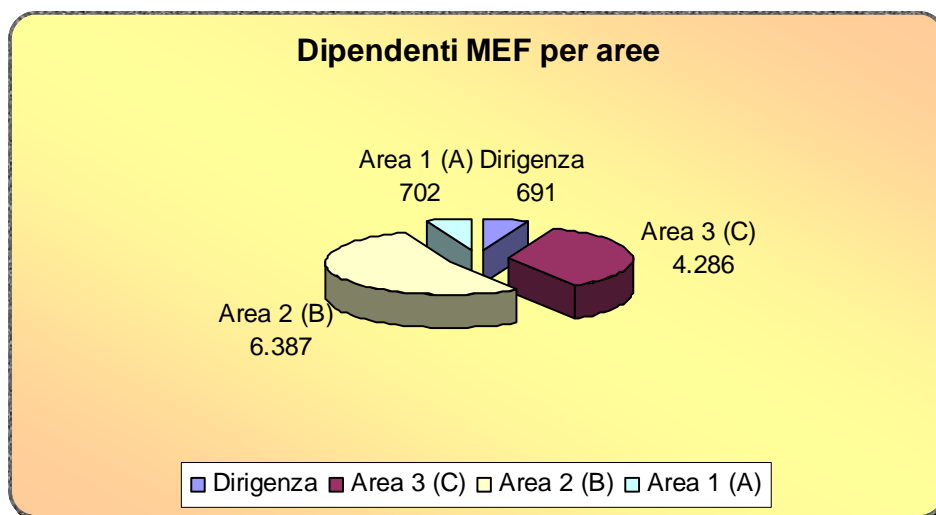 Dipendenti MEF per aree
Area 1 (A) Dirigenza
702 691
Area 3 (C)
4.286
Area 2 (B)
6.387
Dirigenza Area 3 (C) Area 2 (B) Area 1 (A)